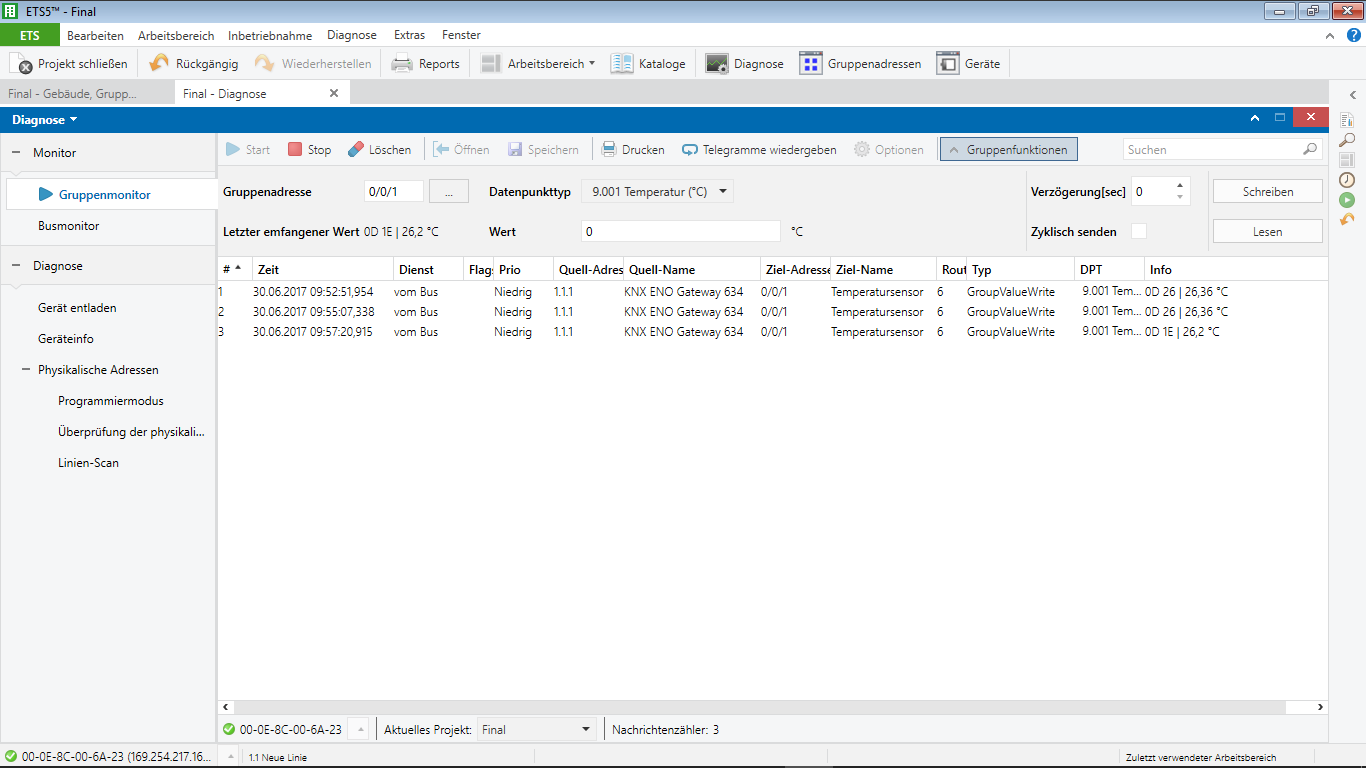 ETS5™ - Final
ETS Bearbeiten Arbeitsbereich Inbetriebnahme Diagnose Extras Fenster
Projekt schließen Rückgängig Wiederherstellen Reports Arbeitsbereich Kataloge Diagnose Gruppenadressen Geräte
Final - Gebäude, Grupp... Final - Diagnose
Diagnose
Monitor
Start Stop Löschen Öffnen Speichern Drucken Telegramme wiedergeben Optionen Gruppenfunktionen Suchen
Gruppenmonitor
Busmonitor
Diagnose
Gerät entladen
Geräteinfo
Physikalische Adressen
Programmiermodus
Überprüfung der physikali...
Linien-Scan
Gruppenadresse 0/0/1 ... Datenpunkttyp 9.001 Temperatur (°C) Verzögerung[sec] 0 Schreiben
Letzter emfangener Wert 0D 1E | 26,2 °C Wert 0 °C Zyklisch senden Lesen
# Zeit Dienst Flags Prio Quell-Adres Quell-Name Ziel-Adresse Ziel-Name Rout Typ DPT Info
1 30.06.2017 09:52:51,954 vom Bus Niedrig 1.1.1 KNX ENO Gateway 634 0/0/1 Temperatursensor 6 GroupValueWrite 9.001 Tem... 0D 26 | 26,36 °C
2 30.06.2017 09:55:07,338 vom Bus Niedrig 1.1.1 KNX ENO Gateway 634 0/0/1 Temperatursensor 6 GroupValueWrite 9.001 Tem... 0D 26 | 26,36 °C
3 30.06.2017 09:57:20,915 vom Bus Niedrig 1.1.1 KNX ENO Gateway 634 0/0/1 Temperatursensor 6 GroupValueWrite 9.001 Tem... 0D 1E | 26,2 °C
00-0E-8C-00-6A-23 Aktuelles Projekt: Final Nachrichtenzähler: 3
00-0E-8C-00-6A-23 (169.254.217.16... 1.1 Neue Linie Zuletzt verwendeter Arbeitsbereich